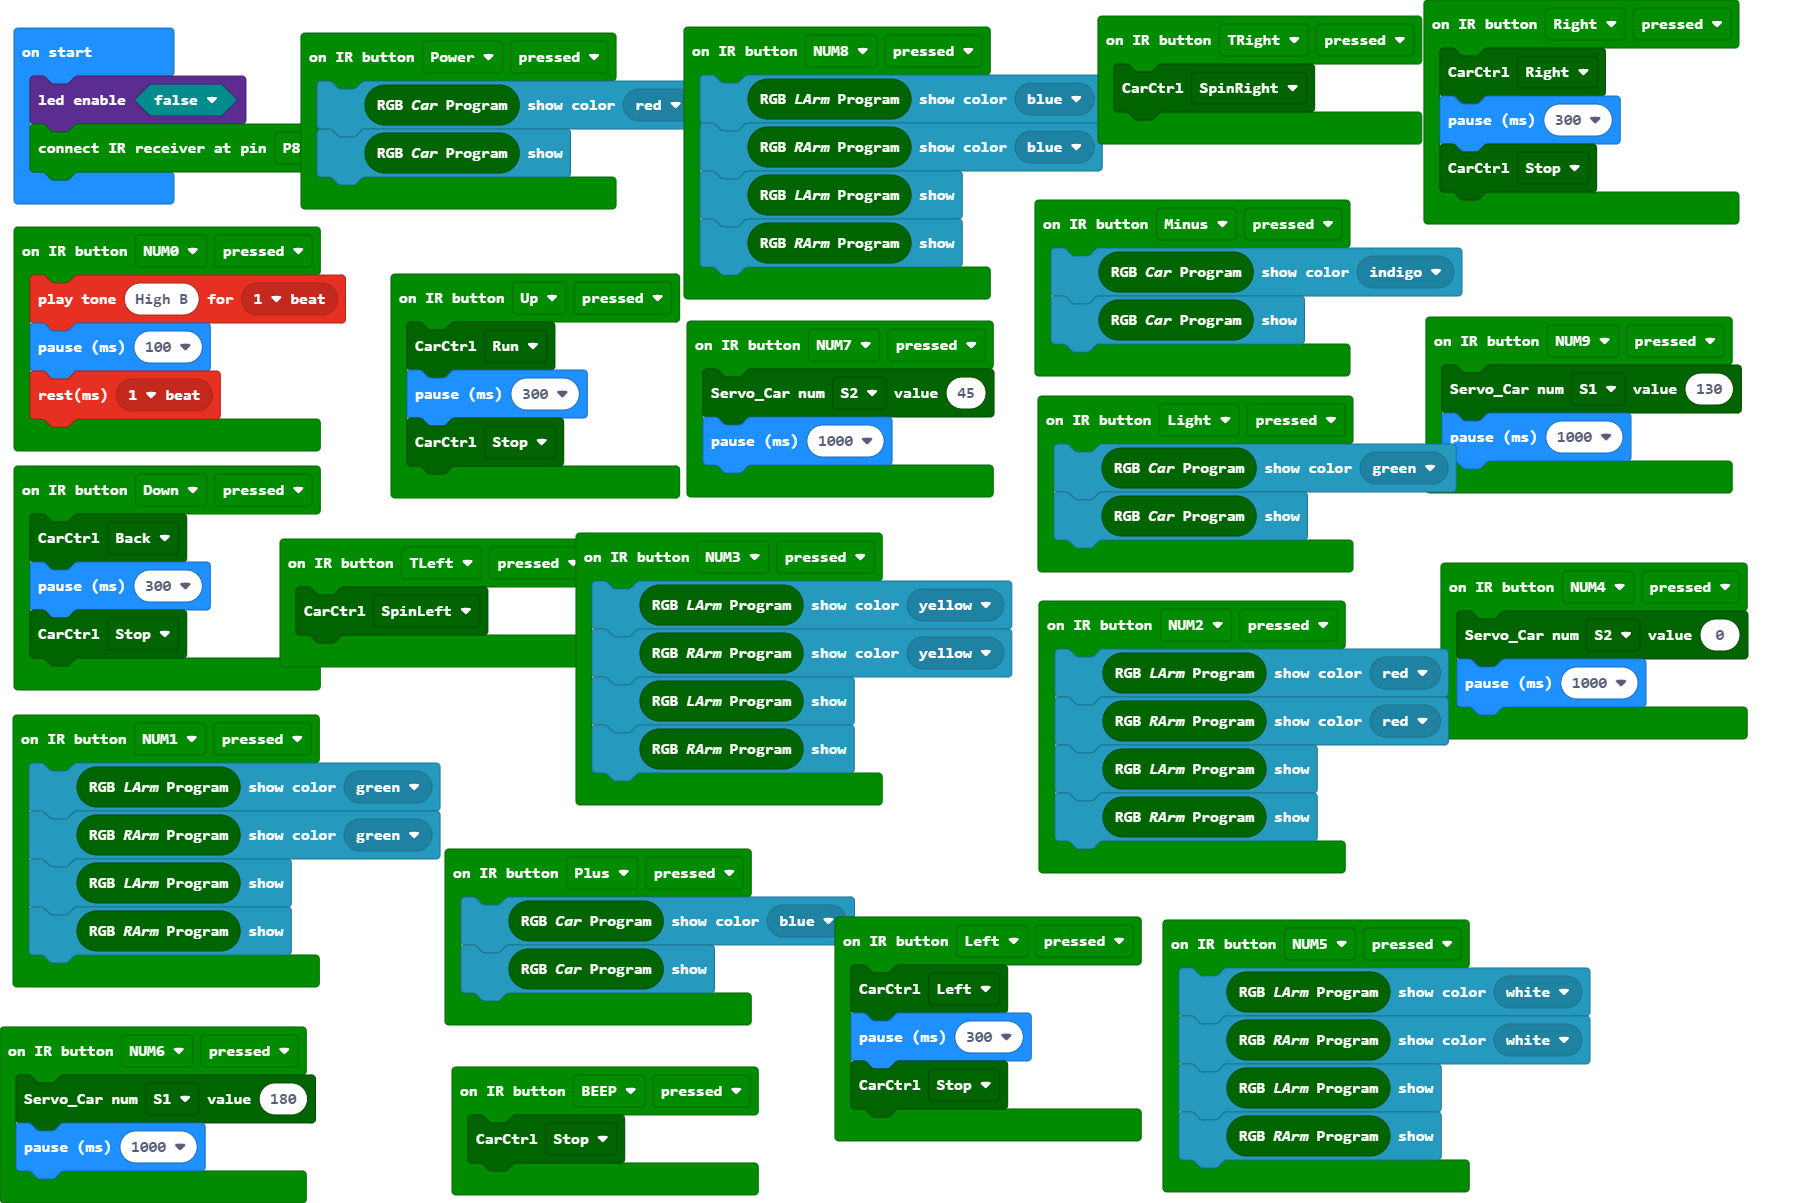 on start
led enable false
connect IR receiver at pin P8
on IR button Power pressed
RGB Car Program show color red
RGB Car Program show
on IR button NUM8 pressed
RGB LArm Program show color blue
RGB RArm Program show color blue
RGB LArm Program show
RGB RArm Program show
on IR button TRight pressed
CarCtrl SpinRight
on IR button Right pressed
CarCtrl Right
pause (ms) 300
CarCtrl Stop
on IR button NUM0 pressed
play tone High B for 1 beat
pause (ms) 100
rest(ms) 1 beat
on IR button Up pressed
CarCtrl Run
pause (ms) 300
CarCtrl Stop
on IR button NUM7 pressed
Servo_Car num S2 value 45
pause (ms) 1000
on IR button Minus pressed
RGB Car Program show color indigo
RGB Car Program show
on IR button NUM9 pressed
Servo_Car num S1 value 130
pause (ms) 1000
on IR button Light pressed
RGB Car Program show color green
RGB Car Program show
on IR button Down pressed
CarCtrl Back
pause (ms) 300
CarCtrl Stop
on IR button TLeft pressed
CarCtrl SpinLeft
on IR button NUM3 pressed
RGB LArm Program show color yellow
RGB RArm Program show color yellow
RGB LArm Program show
RGB RArm Program show
on IR button NUM2 pressed
RGB LArm Program show color red
RGB RArm Program show color red
RGB LArm Program show
RGB RArm Program show
on IR button NUM4 pressed
Servo_Car num S2 value 0
pause (ms) 1000
on IR button NUM1 pressed
RGB LArm Program show color green
RGB RArm Program show color green
RGB LArm Program show
RGB RArm Program show
on IR button Plus pressed
RGB Car Program show color blue
RGB Car Program show
on IR button Left pressed
CarCtrl Left
pause (ms) 300
CarCtrl Stop
on IR button NUM5 pressed
RGB LArm Program show color white
RGB RArm Program show color white
RGB LArm Program show
RGB RArm Program show
on IR button NUM6 pressed
Servo_Car num S1 value 180
pause (ms) 1000
on IR button BEEP pressed
CarCtrl Stop